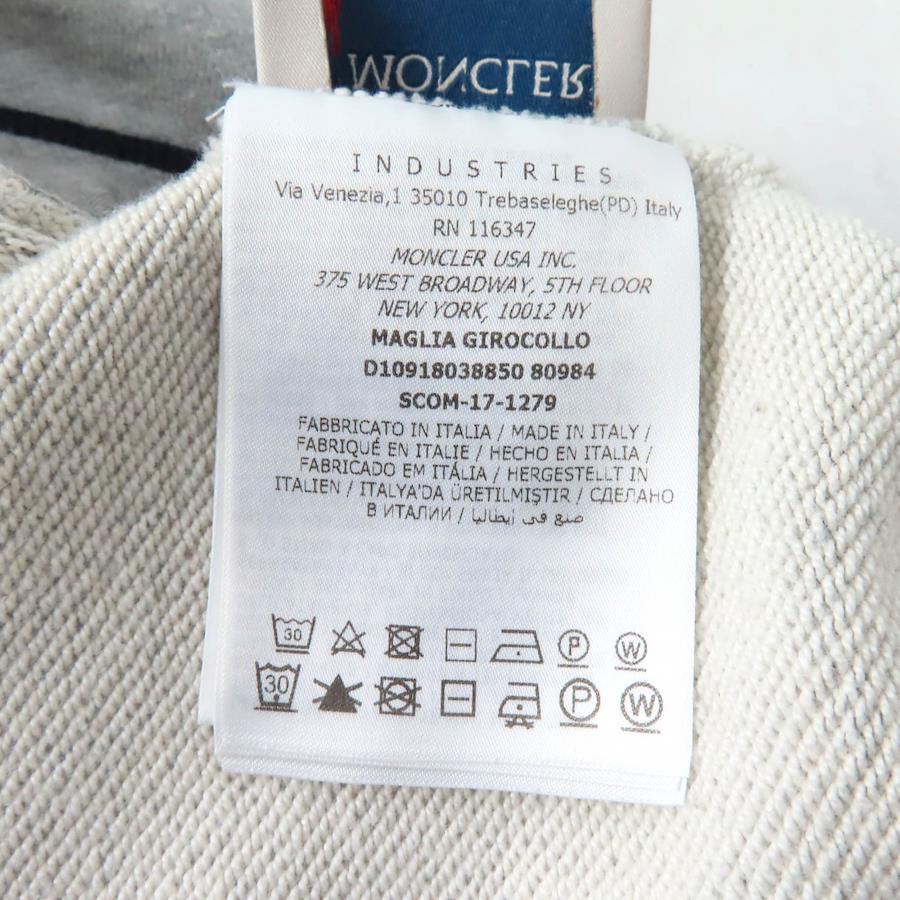 MONCLER
INDUSTRIES
Via Venezia,1 35010 Trebaseleghe(PD) Italy
RN 116347
MONCLER USA INC.
375 WEST BROADWAY, 5TH FLOOR
NEW YORK, 10012 NY
MAGLIA GIROCOLLO
D10918038850 80984
SCOM-17-1279
FABBRICATO IN ITALIA / MADE IN ITALY /
FABRIQUÉ EN ITALIE / HECHO EN ITALIA /
FABRICADO EM ITÁLIA / HERGESTELLT IN
ITALIEN / ITALYA'DA ÜRETILMIŞTIR / СДЕЛАНО
В ИТАЛИИ / صنع في أيطاليا
30 P W
30 P W